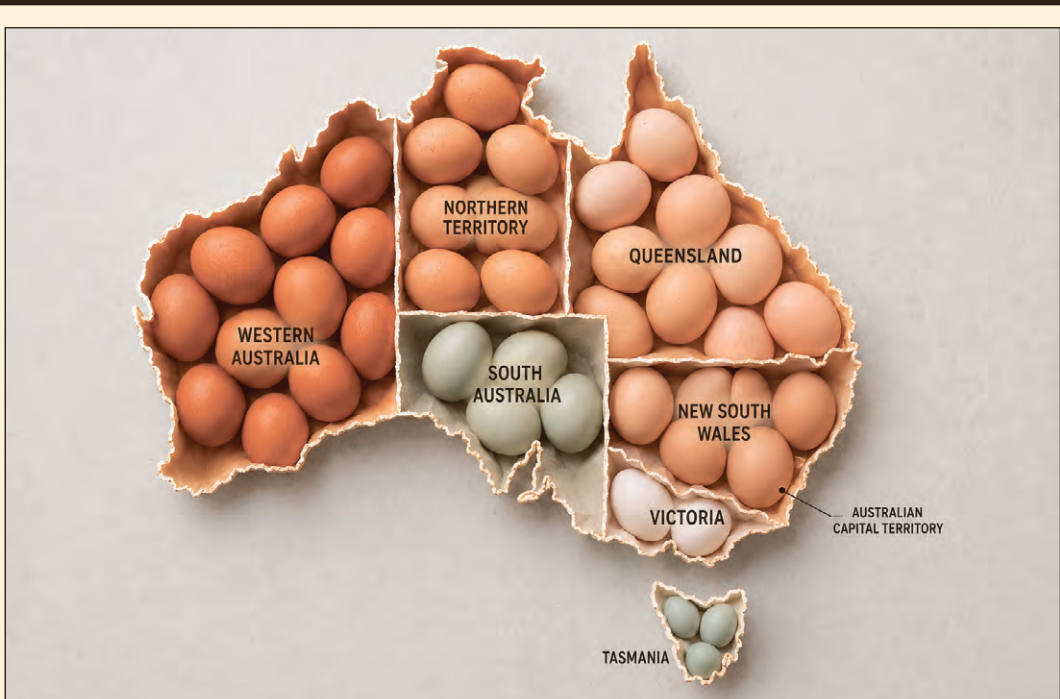 NORTHERN
TERRITORY
QUEENSLAND
WESTERN
AUSTRALIA
SOUTH
AUSTRALIA
NEW SOUTH
WALES
VICTORIA
AUSTRALIAN
CAPITAL TERRITORY
TASMANIA